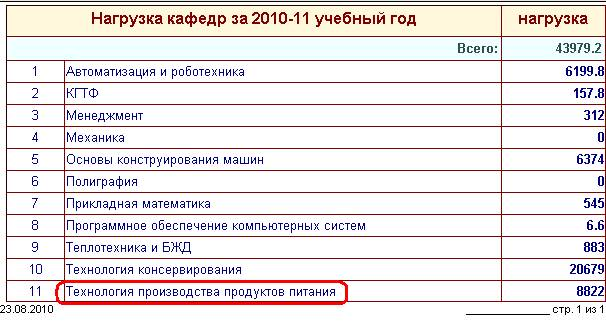 Нагрузка кафедр за 2010-11 учебный год нагрузка
Всего: 43979.2
1 Автоматизация и роботехника 6199.8
2 КГТФ 157.8
3 Менеджмент 312
4 Механика 0
5 Основы конструирования машин 6374
6 Полиграфия 0
7 Прикладная математика 545
8 Программное обеспечение компьютерных систем 6.6
9 Теплотехника и БЖД 883
10 Технология консервирования 20679
11 Технология производства продуктов питания 8822
23.08.2010 стр. 1 из 1